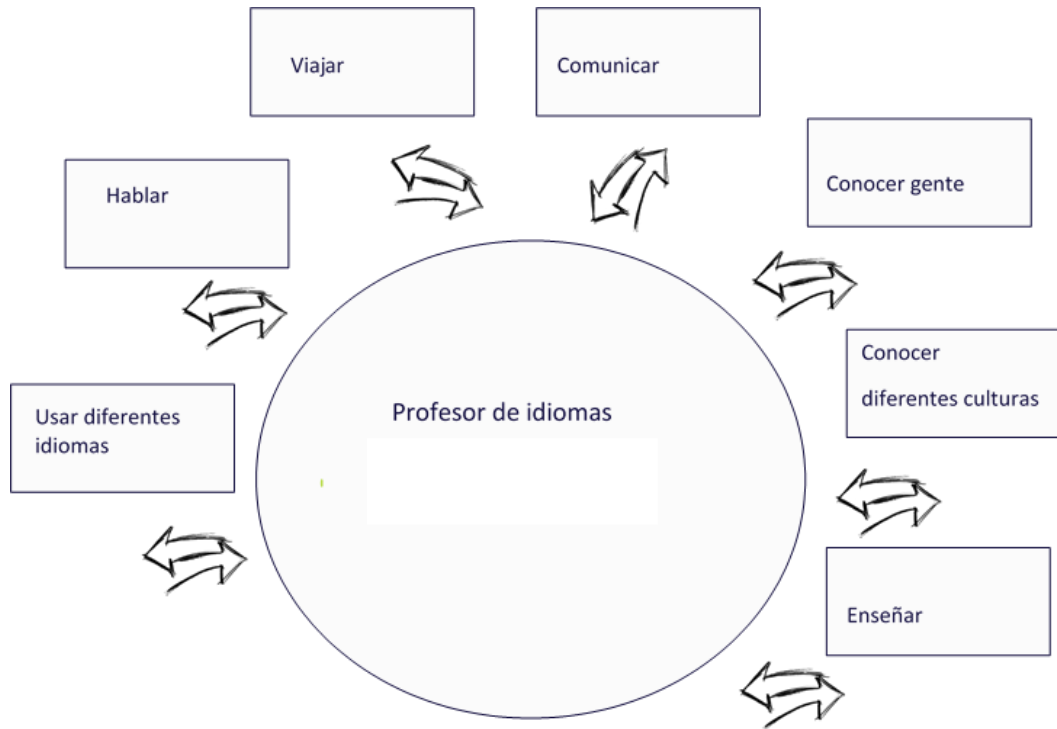 Viajar
Comunicar
Conocer gente
Hablar
Conocer
diferentes culturas
Profesor de idiomas
Usar diferentes
idiomas
Enseñar